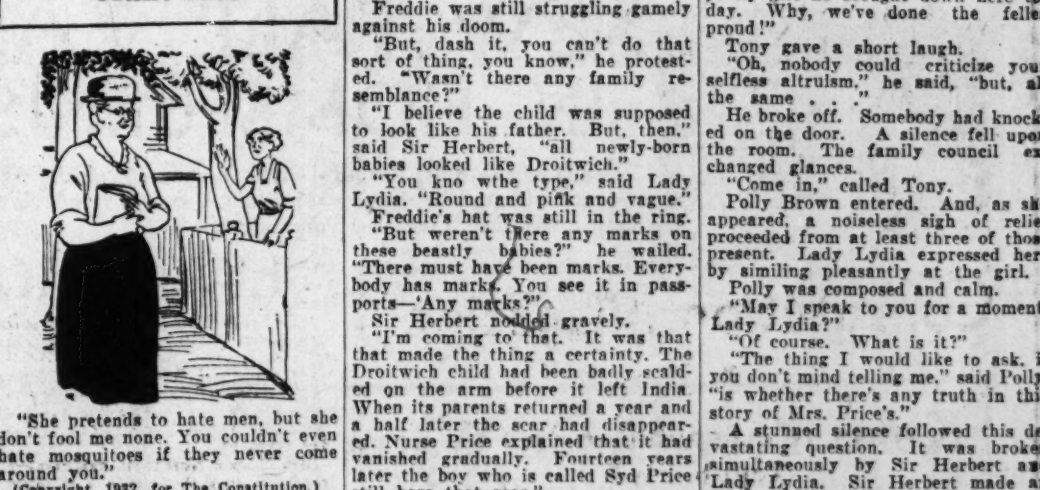 "She pretends to hate men, but she
don't fool me none. You couldn't even
hate mosquitoes if they never come
around you."
(Copyright, 1932, for The Constitution.)
Freddie was still struggling gamely
against his doom.
"But, dash it, you can't do that
sort of thing, you know," he protest-
ed. "Wasn't there any family re-
semblance?"
"I believe the child was supposed
to look like his father. But, then,"
said Sir Herbert, "all newly-born
babies looked like Droitwich."
"You kno wthe type," said Lady
Lydia. "Round and pink and vague."
Freddie's hat was still in the ring.
"But weren't there any marks on
these beastly babies?" he wailed.
"There must have been marks. Every-
body has marks. You see it in pass-
ports—'Any marks?'"
Sir Herbert nodded gravely.
"I'm coming to that. It was that
that made the thing a certainty. The
Droitwich child had been badly scald-
ed on the arm before it left India.
When its parents returned a year and
a half later the scar had disappear-
ed. Nurse Price explained that it had
vanished gradually. Fourteen years
later the boy who is called Syd Price
day. Why, we've done the
proud!"
Tony gave a short laugh.
"Oh, nobody could criticize
selfless altruism," he said, "but,
the same . . ."
He broke off. Somebody had knock
ed on the door. A silence fell upon
the room. The family council ex
changed glances.
"Come in," called Tony.
Polly Brown entered. And, as
appeared, a noiseless sigh of
proceeded from at least three of
present. Lady Lydia expressed her
by similing pleasantly at the girl.
Polly was composed and calm.
"May I speak to you for a moment
Lady Lydia?"
"Of course. What is it?"
"The thing I would like to ask,
you don't mind telling me," said Polly
"is whether there's any truth in
story of Mrs. Price's."
A stunned silence followed this
vastating question. It was
simultaneously by Sir Herbert
Lady Lydia. Sir Herbert made